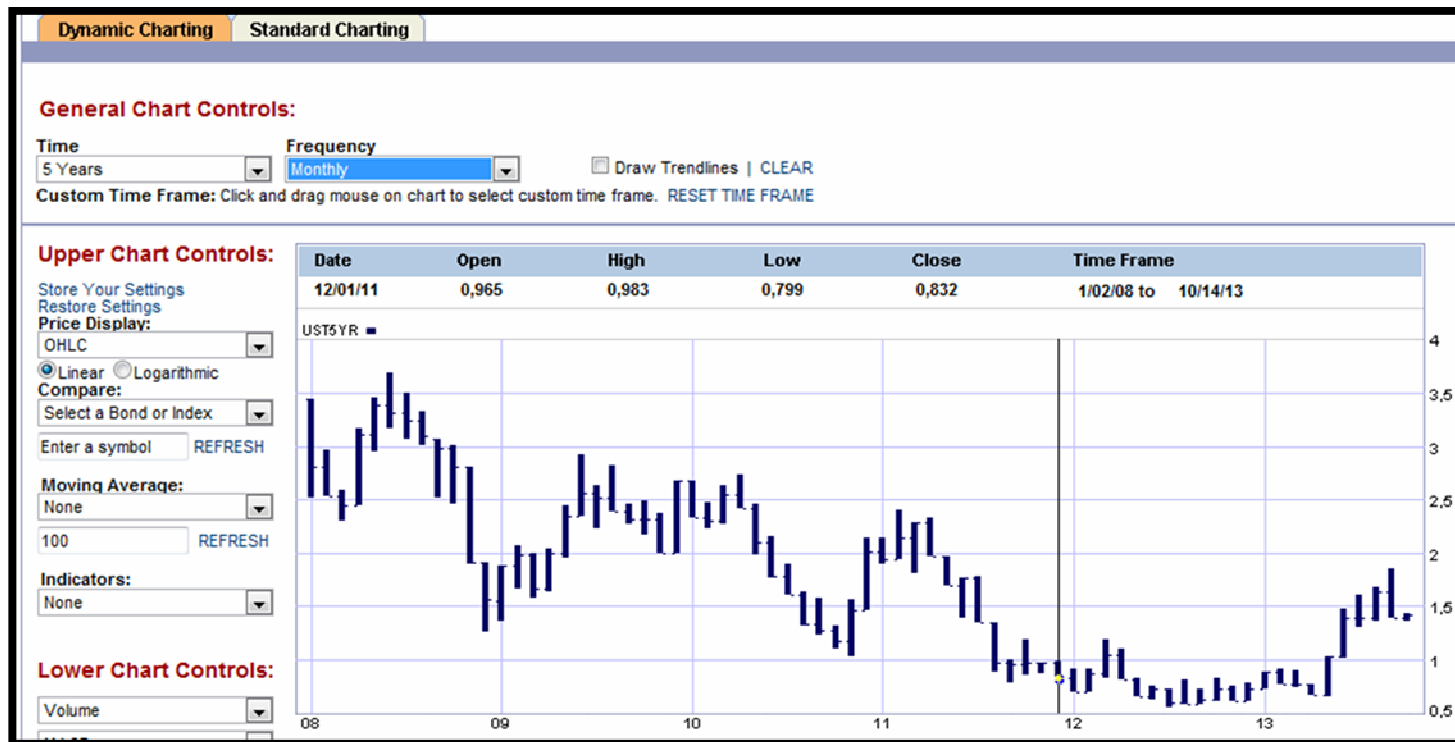 Dynamic Charting Standard Charting
General Chart Controls:
Time Frequency
5 Years Monthly Draw Trendlines | CLEAR
Custom Time Frame: Click and drag mouse on chart to select custom time frame. RESET TIME FRAME
Upper Chart Controls:
Store Your Settings
Restore Settings
Price Display:
OHLC
Linear Logarithmic
Compare:
Select a Bond or Index
Enter a symbol REFRESH
Moving Average:
None
100 REFRESH
Indicators:
None
Lower Chart Controls:
Volume
Date Open High Low Close Time Frame
12/01/11 0,965 0,983 0,799 0,832 1/02/08 to 10/14/13
UST5YR
4
3,5
3
2,5
2
1,5
1
0,5
08 09 10 11 12 13